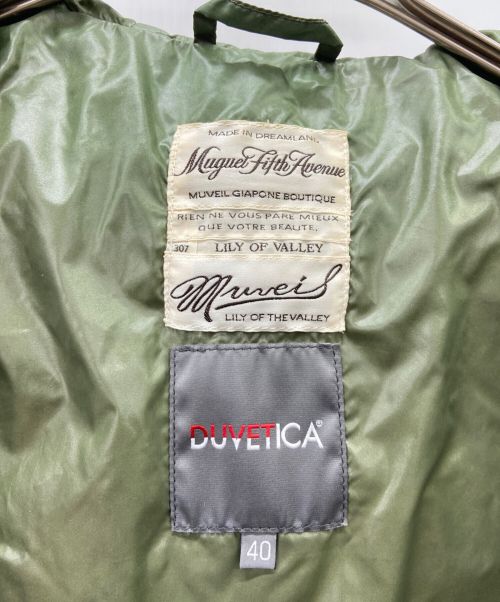 MADE IN DREAMLAND
Muguet Fifth Avenue
MUVEIL GIAPONE BOUTIQUE
RIEN NE VOUS PARE MIEUX
QUE VOTRE BEAUTE.
307 LILY OF VALLEY
Muveil
LILY OF THE VALLEY
DUVETICA®
40